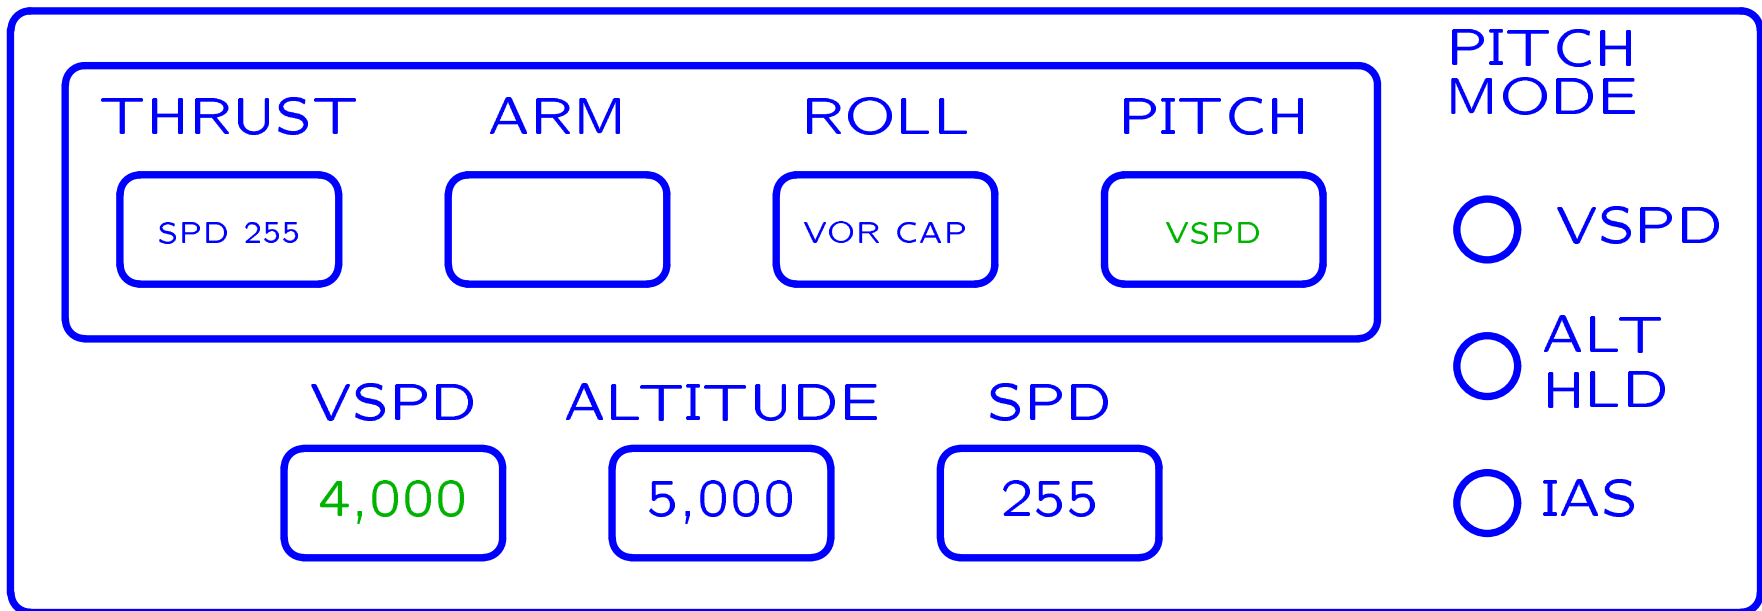 PITCH
MODE
THRUST ARM ROLL PITCH
SPD 255 VOR CAP VSPD
VSPD
ALT
HLD
VSPD ALTITUDE SPD
4,000 5,000 255
IAS